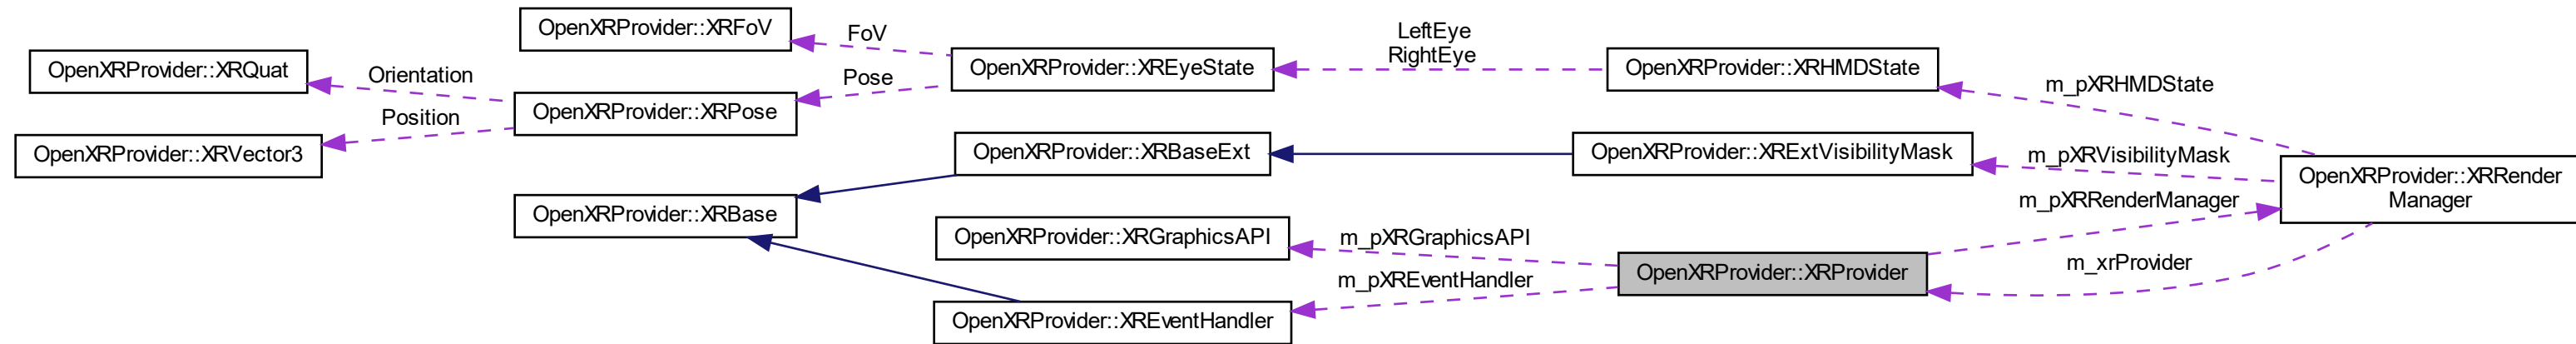 OpenXRProvider::XRFoV
FoV
LeftEye
RightEye
OpenXRProvider::XRQuat
Orientation
OpenXRProvider::XREyeState
OpenXRProvider::XRHMDState
Pose
m_pXRHMDState
OpenXRProvider::XRPose
Position
OpenXRProvider::XRVector3
OpenXRProvider::XRBaseExt
OpenXRProvider::XRExtVisibilityMask
m_pXRVisibilityMask
OpenXRProvider::XRRender
Manager
m_pXRRenderManager
OpenXRProvider::XRBase
OpenXRProvider::XRGraphicsAPI
m_pXRGraphicsAPI
m_xrProvider
OpenXRProvider::XRProvider
m_pXREventHandler
OpenXRProvider::XREventHandler